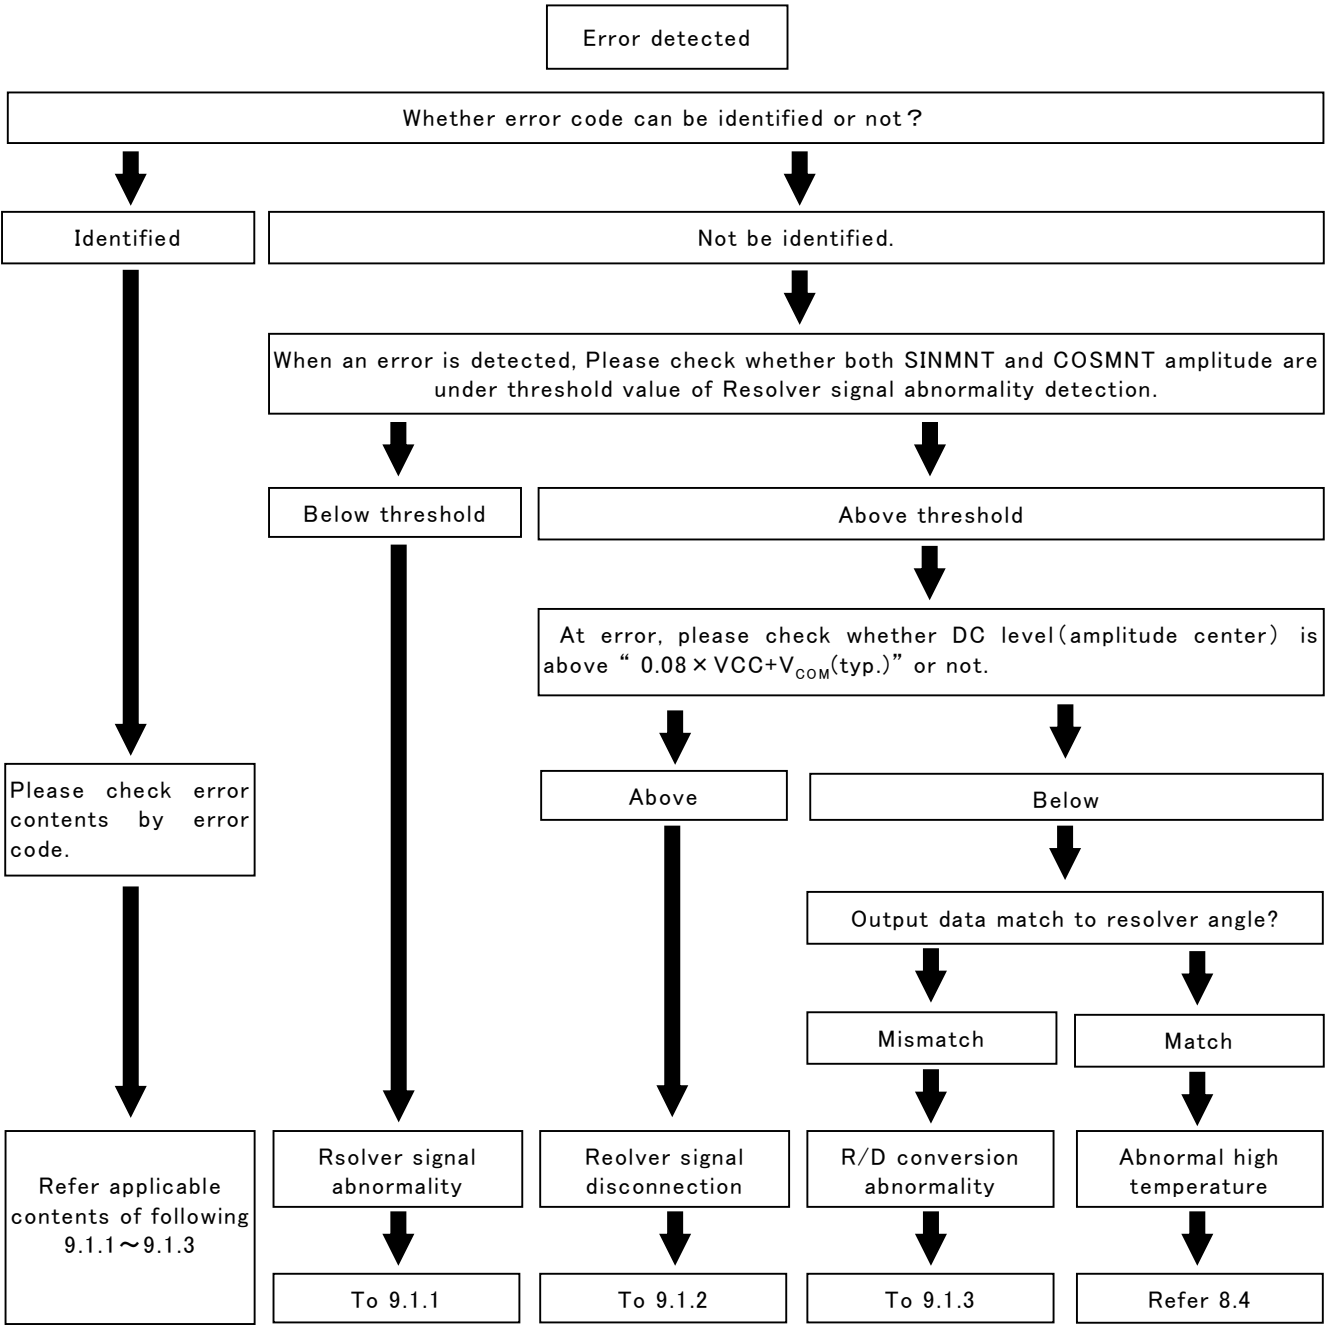 Error detected
Whether error code can be identified or not？
Identified
Not be identified.
When an error is detected, Please check whether both SINMNT and COSMNT amplitude are
under threshold value of Resolver signal abnormality detection.
Below threshold
Above threshold
At error, please check whether DC level(amplitude center) is
above “ 0.08×VCC+VCOM(typ.)” or not.
Please check error
contents by error
code.
Above
Below
Output data match to resolver angle?
Mismatch
Match
Refer applicable
contents of following
9.1.1～9.1.3
Rsolver signal
abnormality
Reolver signal
disconnection
R/D conversion
abnormality
Abnormal high
temperature
To 9.1.1
To 9.1.2
To 9.1.3
Refer 8.4